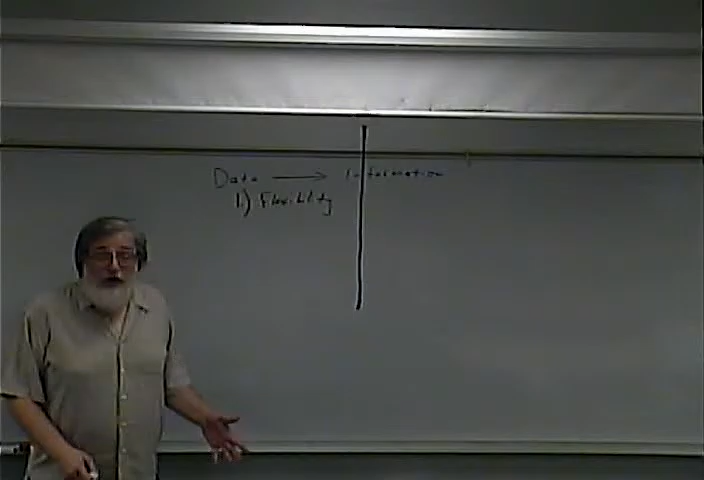 Data → Information
1.) Flexibility